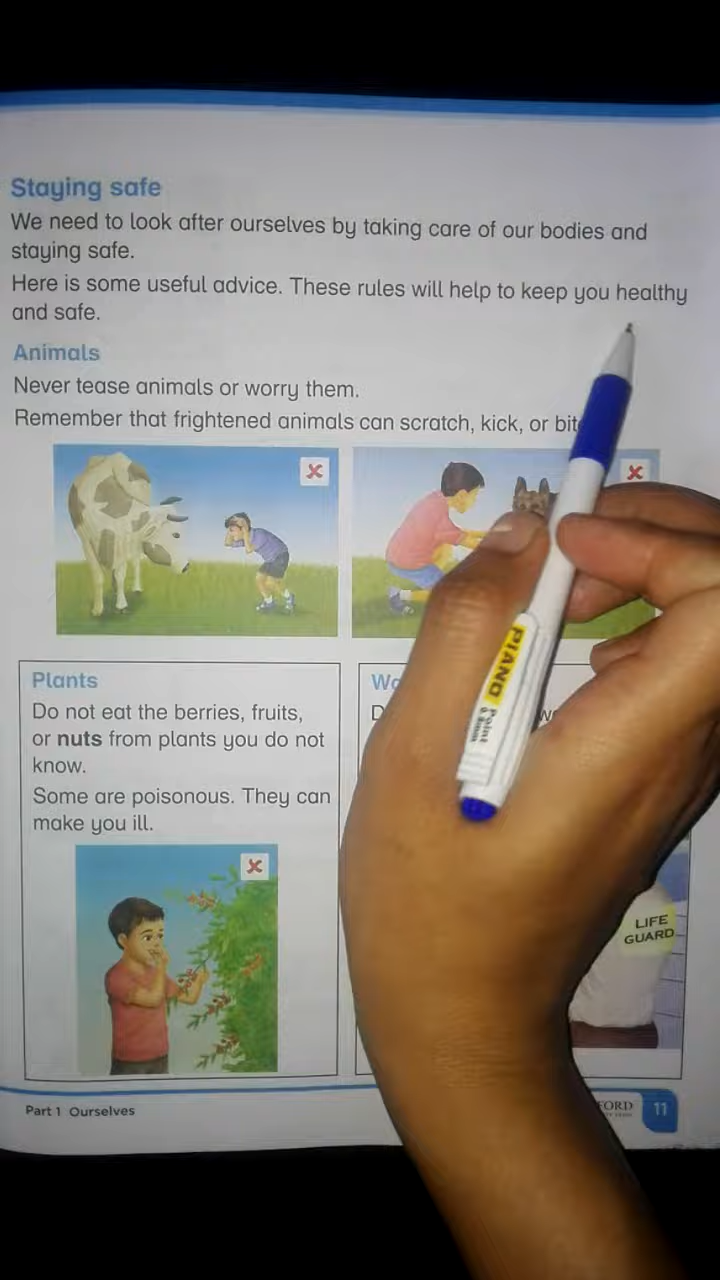 Staying safe
We need to look after ourselves by taking care of our bodies and
staying safe.
Here is some useful advice. These rules will help to keep you healthy
and safe.
Animals
Never tease animals or worry them.
Remember that frightened animals can scratch, kick, or
Plants
Do not eat the berries, fruits,
or nuts from plants you do not
know.
Some are poisonous. They can
make you ill.
PIANO
Point
LIFE
GUARD
Part 1 Ourselves
11